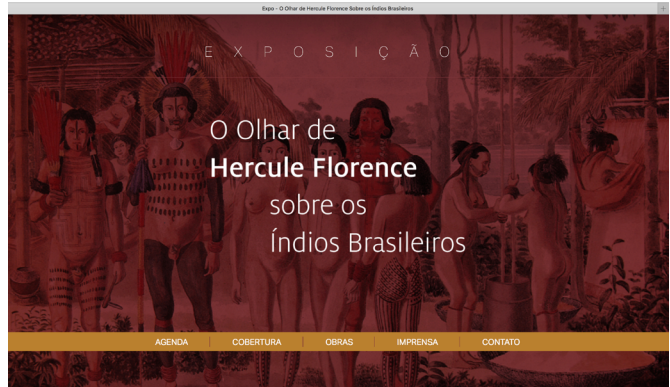 Expo - O Olhar de Hercule Florence Sobre os Índios Brasileiros
EXPOSIÇÃO
O Olhar de
Hercule Florence
sobre os
Índios Brasileiros
AGENDA COBERTURA OBRAS IMPRENSA CONTATO